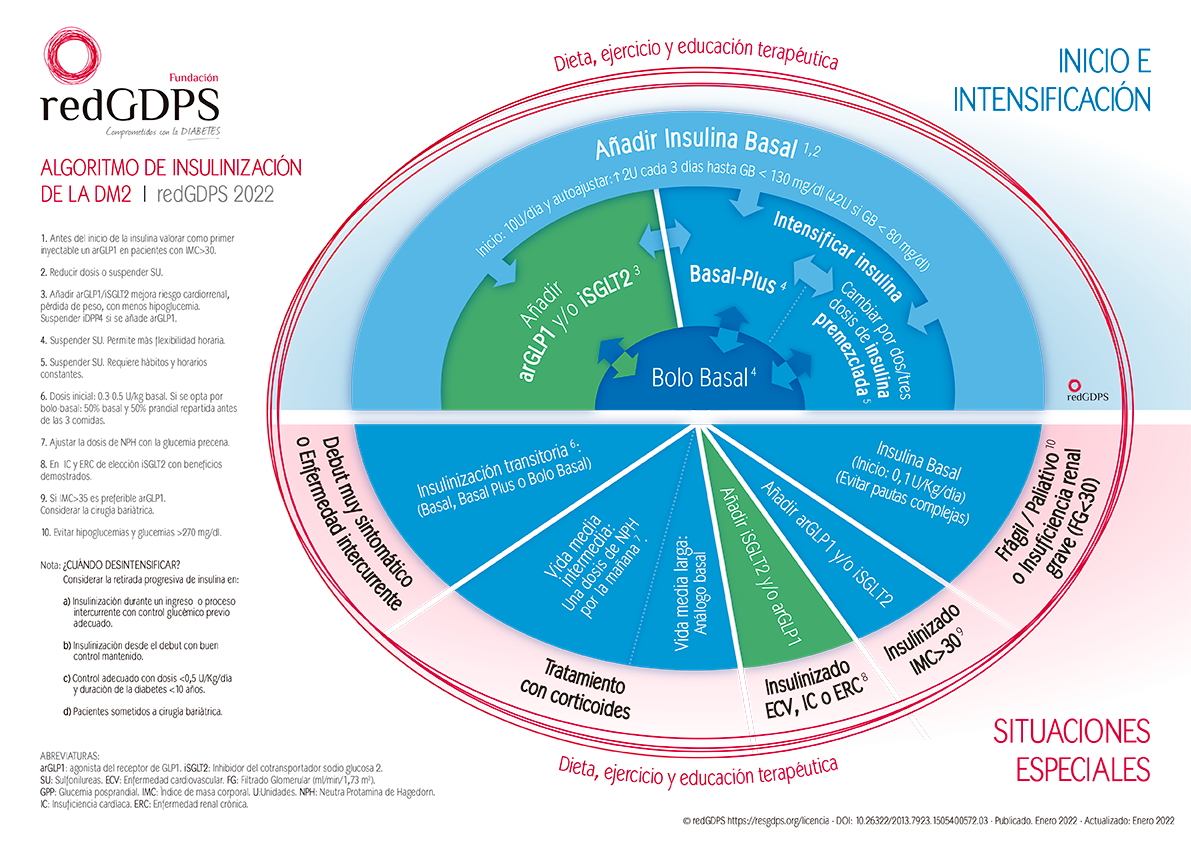 Fundación
redGDPS
Comprometidos con la DIABETES
ALGORITMO DE INSULINIZACIÓN
DE LA DM2 | redGDPS 2022
1. Antes del inicio de la insulina valorar como primer
inyectable un arGLP1 en pacientes con IMC>30.
2. Reducir dosis o suspender SU.
3. Añadir arGLP1/iSGLT2 mejora riesgo cardiorrenal,
pérdida de peso, con menos hipoglucemia.
Suspender iDPP4 si se añade arGLP1.
4. Suspender SU. Permite más flexibilidad horaria.
5. Suspender SU. Requiere hábitos y horarios
constantes.
6. Dosis inicial: 0.3-0.5 U/kg basal. Si se opta por
bolo-basal: 50% basal y 50% prandial repartida antes
de las 3 comidas.
7. Ajustar la dosis de NPH con la glucemia precena.
8. En IC y ERC de elección iSGLT2 con beneficios
demostrados.
9. Si IMC>35 es preferible arGLP1.
Considerar la cirugía bariátrica.
10. Evitar hipoglucemias y glucemias >270 mg/dl.
Nota: ¿CUÁNDO DESINTENSIFICAR?
Considerar la retirada progresiva de insulina en:
a) Insulinización durante un ingreso o proceso
intercurrente con control glucémico previo
adecuado.
b) Insulinización desde el debut con buen
control mantenido.
c) Control adecuado con dosis <0,5 U/Kg/día
y duración de la diabetes <10 años.
d) Pacientes sometidos a cirugía bariátrica.
ABREVIATURAS:
arGLP1: agonista del receptor de GLP1. iSGLT2: Inhibidor del cotransportador sodio glucosa 2.
SU: Sulfonilureas. ECV: Enfermedad cardiovascular. FG: Filtrado Glomerular (ml/min/1,73 m²).
GPP: Glucemia posprandial. IMC: Índice de masa corporal. U:Unidades. NPH: Neutra Protamina de Hagedorn.
IC: Insuficiencia cardíaca. ERC: Enfermedad renal crónica.
INICIO E
INTENSIFICACIÓN
Dieta, ejercicio y educación terapéutica
Añadir Insulina Basal 1,2
Inicio: 10U/día y autoajustar:↑2U cada 3 días hasta GB < 130 mg/dl (↓2U si GB < 80 mg/dl)
Añadir
arGLP1 y/o iSGLT2 3
Intensificar insulina
Basal-Plus 4
Cambiar por dos/tres
dosis de insulina
premezclada 5
Bolo Basal 4
redGDPS
Debut muy sintomático
o Enfermedad intercurrente
Insulinización transitoria 6:
(Basal, Basal Plus o Bolo Basal)
Vida media
intermedia:
Una dosis de NPH
por la mañana 7.
Vida media larga:
Análogo basal
Tratamiento
con corticoides
Añadir iSGLT2 y/o arGLP1
Insulinizado
ECV, IC o ERC 8
Añadir arGLP1 y/o iSGLT2
Insulinizado
IMC>30 9
Insulina Basal
(Inicio: 0,1U/Kg/día)
(Evitar pautas complejas)
Frágil / Paliativo 10
o Insuficiencia renal
grave (FG<30)
Dieta, ejercicio y educación terapéutica
SITUACIONES
ESPECIALES
© redGDPS https://resgdps.org/licencia - DOI: 10.26322/2013.7923.1505400572.03 · Publicado. Enero 2022 · Actualizado: Enero 2022